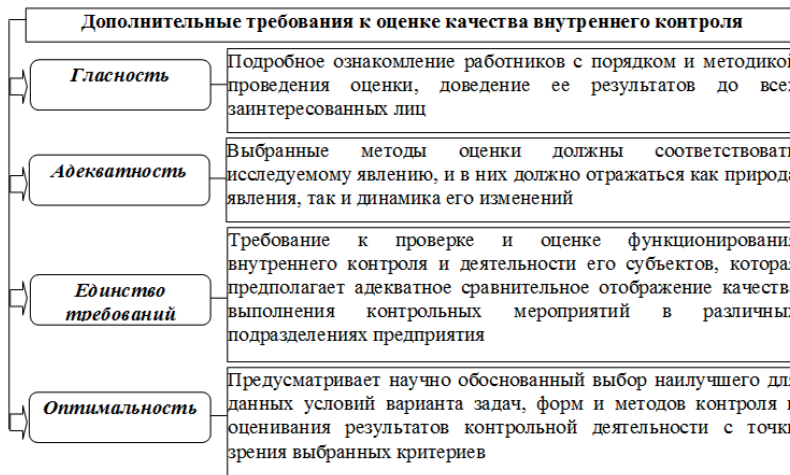 Дополнительные требования к оценке качества внутреннего контроля
Гласность
Подробное ознакомление работников с порядком и методикой
проведения оценки, доведение ее результатов до всех
заинтересованных лиц
Адекватность
Выбранные методы оценки должны соответствовать
исследуемому явлению, и в них должно отражаться как природа
явления, так и динамика его изменений
Единство
требований
Требование к проверке и оценке функционирования
внутреннего контроля и деятельности его субъектов, которая
предполагает адекватное сравнительное отображение качества
выполнения контрольных мероприятий в различных
подразделениях предприятия
Оптимальность
Предусматривает научно обоснованный выбор наилучшего для
данных условий варианта задач, форм и методов контроля и
оценивания результатов контрольной деятельности с точки
зрения выбранных критериев